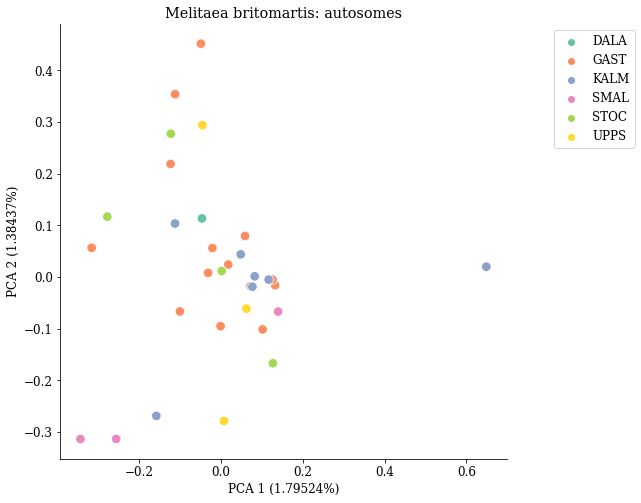 Melitaea britomartis: autosomes
DALA
GAST
KALM
SMAL
STOC
UPPS
PCA 2 (1.38437%)
0.4
0.3
0.2
0.1
0.0
−0.1
−0.2
−0.3
−0.2 0.0 0.2 0.4 0.6
PCA 1 (1.79524%)